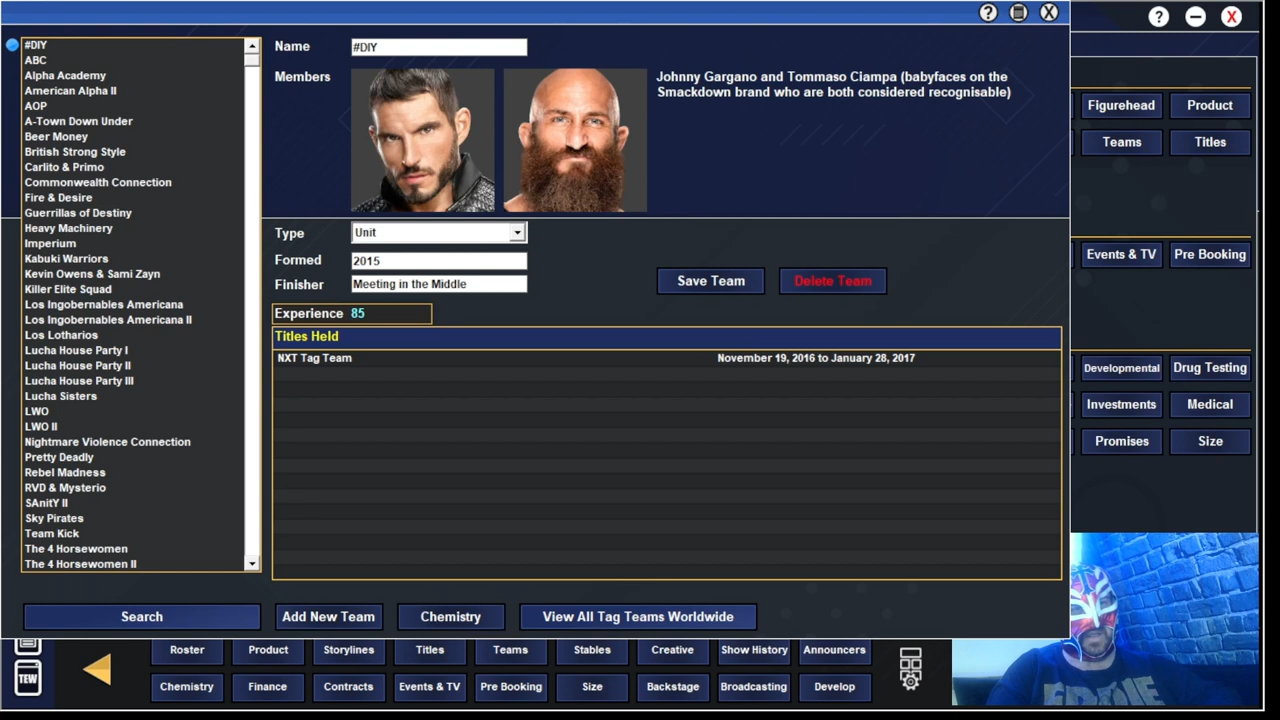 #DIY
ABC
Alpha Academy
American Alpha II
AOP
A-Town Down Under
Beer Money
British Strong Style
Carlito & Primo
Commonwealth Connection
Fire & Desire
Guerrillas of Destiny
Heavy Machinery
Imperium
Kabuki Warriors
Kevin Owens & Sami Zayn
Killer Elite Squad
Los Ingobernables Americana
Los Ingobernables Americana II
Los Lotharios
Lucha House Party I
Lucha House Party II
Lucha House Party III
Lucha Sisters
LWO
LWO II
Nightmare Violence Connection
Pretty Deadly
Rebel Madness
RVD & Mysterio
SAnitY II
Sky Pirates
Team Kick
The 4 Horsewomen
The 4 Horsewomen II
Name #DIY
Members
Johnny Gargano and Tommaso Ciampa (babyfaces on the
Smackdown brand who are both considered recognisable)
Type Unit
Formed 2015
Finisher Meeting in the Middle
Save Team Delete Team
Experience 85
Titles Held
NXT Tag Team November 19, 2016 to January 28, 2017
Search Add New Team Chemistry View All Tag Teams Worldwide
? X
? X
Figurehead Product
Teams Titles
Events & TV Pre Booking
Developmental Drug Testing
Investments Medical
Promises Size
Roster Product Storylines Titles Teams Stables Creative Show History Announcers
TEW
Chemistry Finance Contracts Events & TV Pre Booking Size Backstage Broadcasting Develop
EDDIE